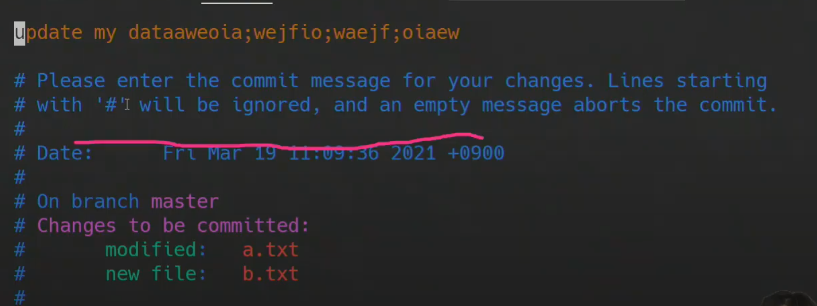 update my dataaweoia;wejfio;waejf;oiaew
# Please enter the commit message for your changes. Lines starting
# with '#' will be ignored, and an empty message aborts the commit.
#
# Date:      Fri Mar 19 11:09:36 2021 +0900
#
# On branch master
# Changes to be committed:
#       modified:   a.txt
#       new file:   b.txt
#